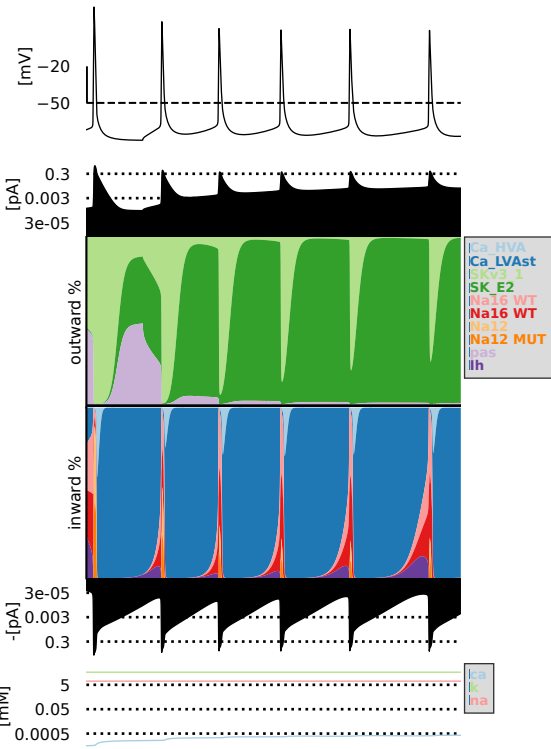 [mV]
−20
−50
[pA]
0.3
0.003
3e-05
outward %
Ca_HVA
Ca_LVAst
SKv3_1
SK_E2
Na16 WT
Na16 WT
Na12
Na12 MUT
pas
Ih
inward %
-[pA]
3e-05
0.003
0.3
[mM]
5
0.05
0.0005
ca
k
na